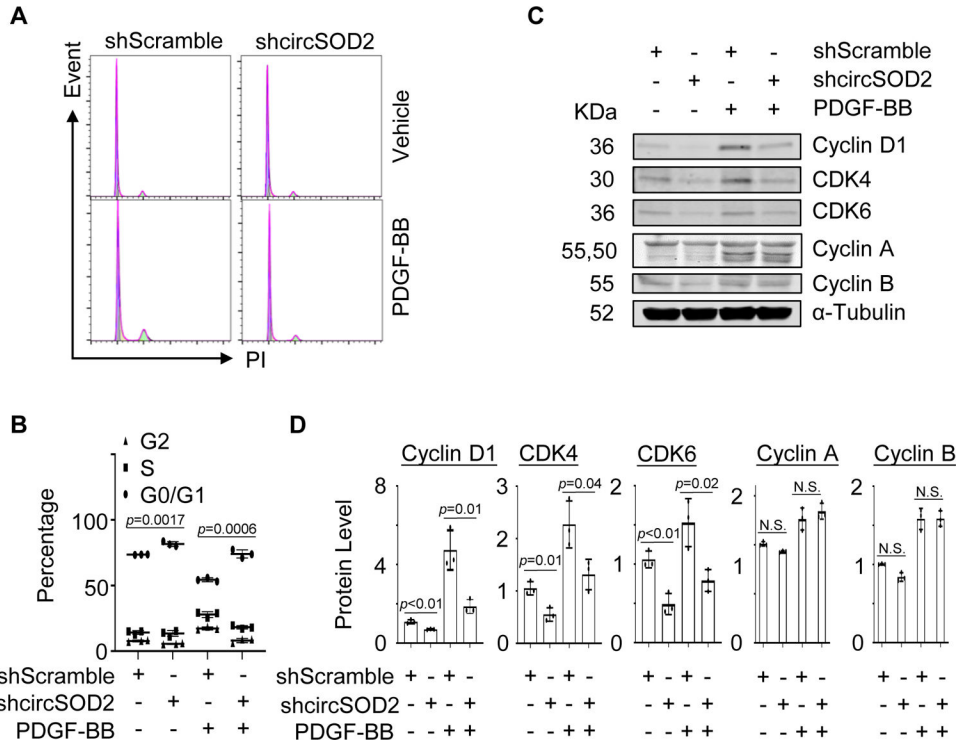 A
shScramble
shcircSOD2
Event
Vehicle
PDGF-BB
PI
C
+ - + - shScramble
- + - + shcircSOD2
- - + + PDGF-BB
KDa
36 Cyclin D1
30 CDK4
36 CDK6
55,50 Cyclin A
55 Cyclin B
52 α-Tubulin
B
G2
S
G0/G1
Percentage
100
50
0
p=0.0017
p=0.0006
shScramble + - + -
shcircSOD2 - + - +
PDGF-BB - - + +
D
Protein Level
Cyclin D1
8
4
0
p<0.01
p=0.01
CDK4
3
2
1
0
p=0.01
p=0.04
CDK6
2
1
0
p<0.01
p=0.02
Cyclin A
2
1
0
N.S.
N.S.
Cyclin B
2
1
0
N.S.
N.S.
shScramble + - + - + - + - + - + - + - + - + - + -
shcircSOD2 - + - + - + - + - + - + - + - + - + - +
PDGF-BB - - + + - - + + - - + + - - + + - - + +